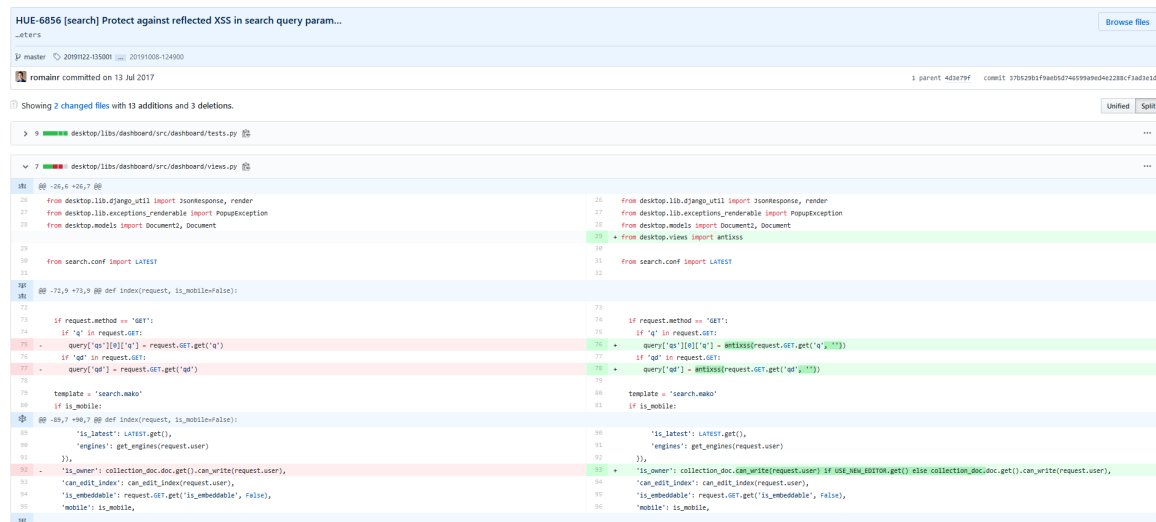 HUE-6856 [search] Protect against reflected XSS in search query param...
...eters
Browse files
master 20191122-135001 ... 20191008-124900
romainr committed on 13 Jul 2017
1 parent 4d3e79f commit 37b529b1f9aeb5d746599a9ed4e2288cf3ad3e1d
Showing 2 changed files with 13 additions and 3 deletions.
Unified Split
9 desktop/libs/dashboard/src/dashboard/tests.py
7 desktop/libs/dashboard/src/dashboard/views.py
@@ -26,6 +26,7 @@
26 from desktop.lib.django_util import JsonResponse, render
27 from desktop.lib.exceptions_renderable import PopupException
28 from desktop.models import Document2, Document
29
30 from search.conf import LATEST
31
@@ -72,9 +73,9 @@ def index(request, is_mobile=False):
72
73 if request.method == 'GET':
74 if 'q' in request.GET:
75 - query['qs'][0]['q'] = request.GET.get('q')
76 if 'qd' in request.GET:
77 - query['qd'] = request.GET.get('qd')
78
79 template = 'search.mako'
80 if is_mobile:
@@ -89,7 +90,7 @@ def index(request, is_mobile=False):
89 'is_latest': LATEST.get(),
90 'engines': get_engines(request.user)
91 }),
92 - 'is_owner': collection_doc.doc.get().can_write(request.user),
93 'can_edit_index': can_edit_index(request.user),
94 'is_embeddable': request.GET.get('is_embeddable', False),
95 'mobile': is_mobile,
26 from desktop.lib.django_util import JsonResponse, render
27 from desktop.lib.exceptions_renderable import PopupException
28 from desktop.models import Document2, Document
29 + from desktop.views import antixss
30
31 from search.conf import LATEST
32
73
74 if request.method == 'GET':
75 if 'q' in request.GET:
76 + query['qs'][0]['q'] = antixss(request.GET.get('q', ''))
77 if 'qd' in request.GET:
78 + query['qd'] = antixss(request.GET.get('qd', ''))
79
80 template = 'search.mako'
81 if is_mobile:
90 'is_latest': LATEST.get(),
91 'engines': get_engines(request.user)
92 }),
93 + 'is_owner': collection_doc.can_write(request.user) if USE_NEW_EDITOR.get() else collection_doc.doc.get().can_write(request.user),
94 'can_edit_index': can_edit_index(request.user),
95 'is_embeddable': request.GET.get('is_embeddable', False),
96 'mobile': is_mobile,